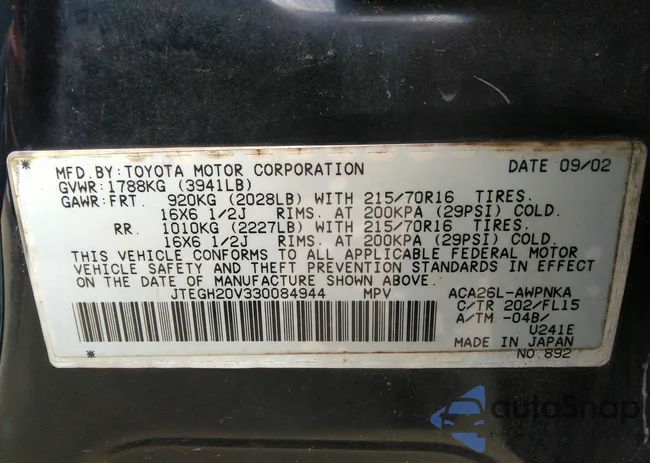 * MFD.BY:TOYOTA MOTOR CORPORATION DATE 09/02
GVWR:1788KG (3941LB)
GAWR:FRT. 920KG (2028LB) WITH 215/70R16 TIRES.
16X6 1/2J RIMS. AT 200KPA (29PSI) COLD.
RR. 1010KG (2227LB) WITH 215/70R16 TIRES.
16X6 1/2J RIMS. AT 200KPA (29PSI) COLD.
THIS VEHICLE CONFORMS TO ALL APPLICABLE FEDERAL MOTOR
VEHICLE SAFETY AND THEFT PREVENTION STANDARDS IN EFFECT
ON THE DATE OF MANUFACTURE SHOWN ABOVE.
JTEGH20V330084944 MPV ACA26L-AWPNKA
C/TR 202/FL15
A/TM -04B/
U241E
MADE IN JAPAN
* NO.892 *
autoSnap